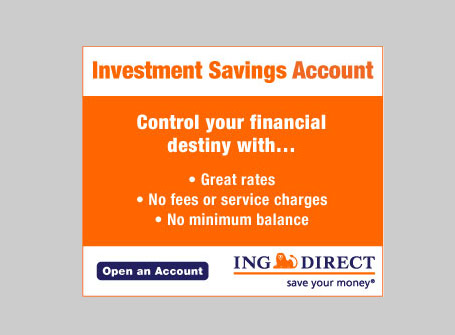 Investment Savings Account
Control your financial
destiny with...
• Great rates
• No fees or service charges
• No minimum balance
Open an Account
ING DIRECT
save your money®